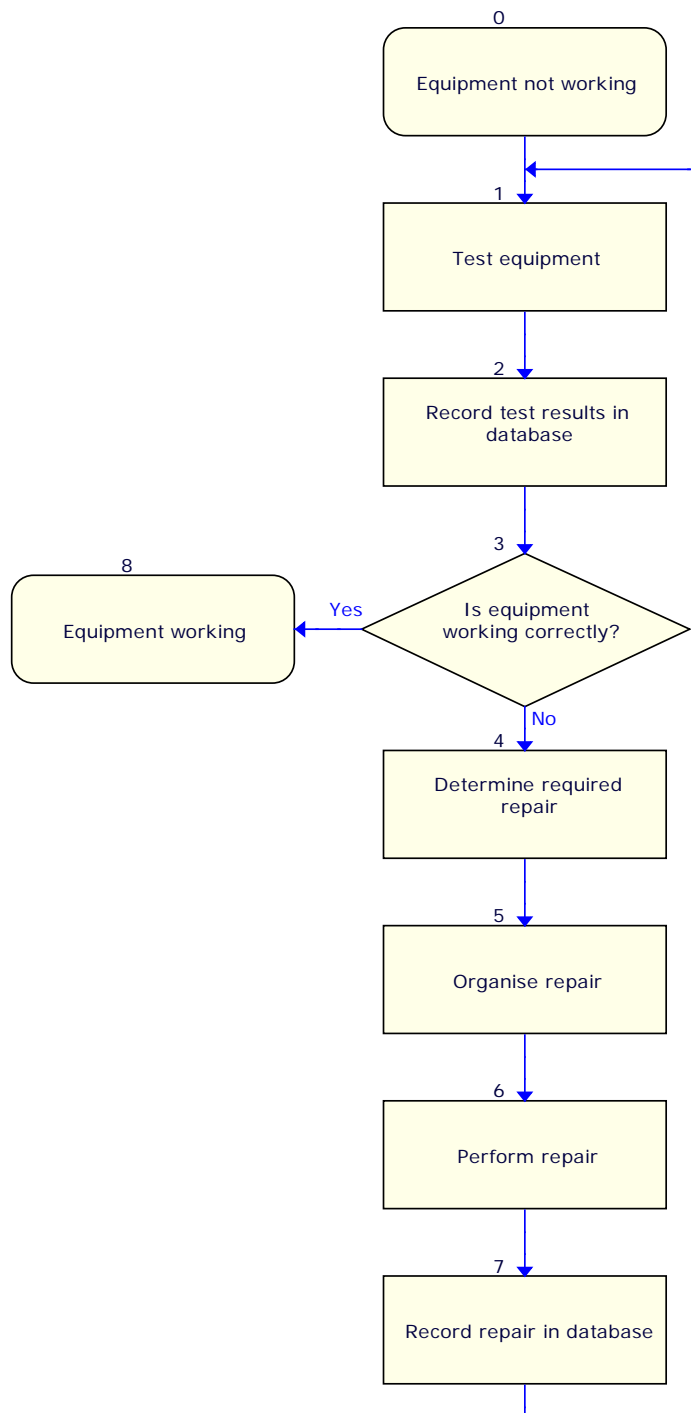 0
Equipment not working
1
Test equipment
2
Record test results in
database
3
Is equipment
working correctly?
Yes
8
Equipment working
No
4
Determine required
repair
5
Organise repair
6
Perform repair
7
Record repair in database